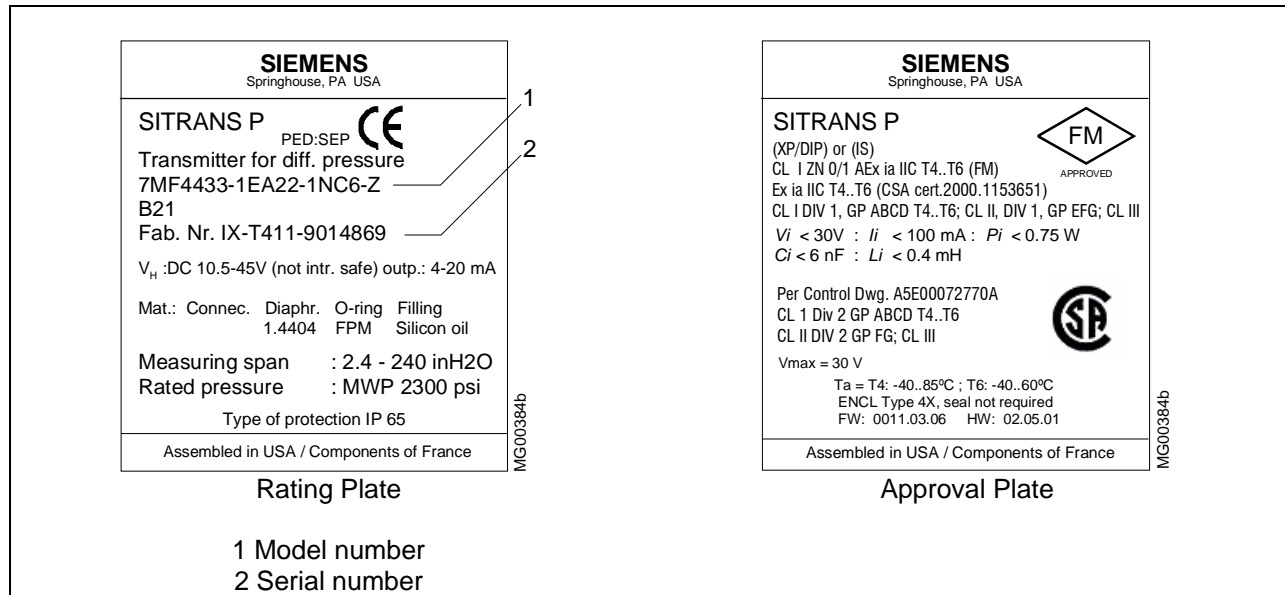 SIEMENS
Springhouse, PA USA
SITRANS P
PED:SEP CE
Transmitter for diff. pressure
7MF4433-1EA22-1NC6-Z
B21
Fab. Nr. IX-T411-9014869
VH :DC 10.5-45V (not intr. safe) outp.: 4-20 mA
Mat.: Connec. Diaphr. O-ring Filling
1.4404 FPM Silicon oil
Measuring span : 2.4 - 240 inH2O
Rated pressure : MWP 2300 psi
Type of protection IP 65
Assembled in USA / Components of France
MG00384b
1
2
Rating Plate
1 Model number
2 Serial number
SIEMENS
Springhouse, PA USA
SITRANS P
FM
APPROVED
(XP/DIP) or (IS)
CL I ZN 0/1 AEx ia IIC T4..T6 (FM)
Ex ia IIC T4..T6 (CSA cert.2000.1153651)
CL I DIV 1, GP ABCD T4..T6; CL II, DIV 1, GP EFG; CL III
Vi < 30V : Ii < 100 mA : Pi < 0.75 W
Ci < 6 nF : Li < 0.4 mH
Per Control Dwg. A5E00072770A
CL 1 Div 2 GP ABCD T4..T6
CL II DIV 2 GP FG; CL III
SA
Vmax = 30 V
Ta = T4: -40..85ºC ; T6: -40..60ºC
ENCL Type 4X, seal not required
FW: 0011.03.06 HW: 02.05.01
Assembled in USA / Components of France
MG00384b
Approval Plate